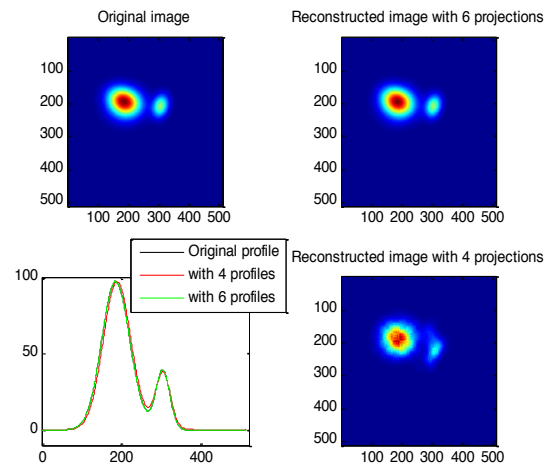 Original image
100
200
300
400
500
100 200 300 400 500
Reconstructed image with 6 projections
100
200
300
400
500
100 200 300 400 500
Original profile
with 4 profiles
with 6 profiles
100
50
0
0 200 400
Reconstructed image with 4 projections
100
200
300
400
500
100 200 300 400 500